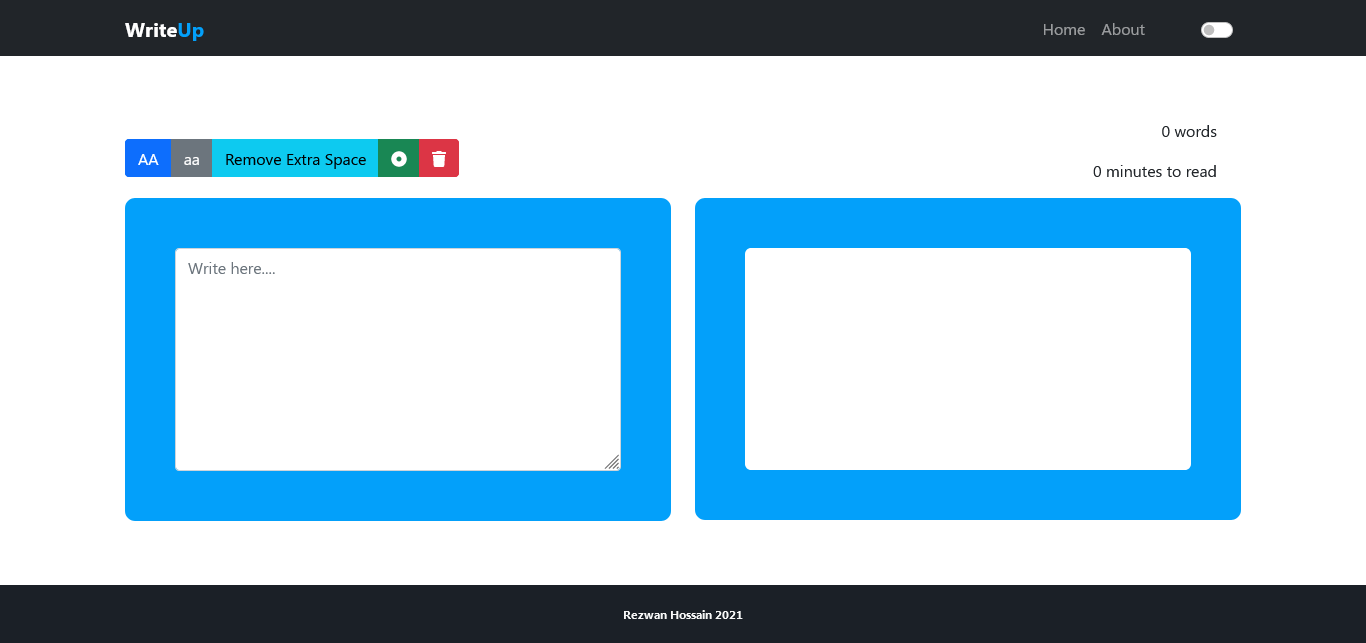 WriteUp
Home About
0 words
AA aa Remove Extra Space
0 minutes to read
Write here....
Rezwan Hossain 2021